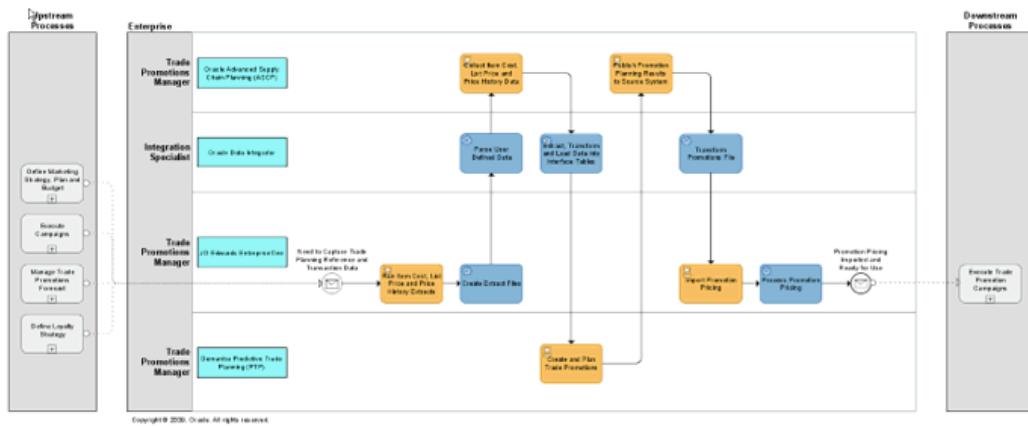 Upstream
Processes
Enterprise
Downstream
Processes
Trade
Promotions
Manager
Oracle Advanced Supply
Chain Planning (ASCP)
Extract Item Cost,
List Price and
Price History Data
Publish Promotion
Planning Results
to Source System
Integration
Specialist
Oracle Data Integrator
Parse User
Defined Data
Extract, Transform
and Load Data into
Interface Tables
Transform
Promotions File
Define Marketing
Strategy, Plan and
Budget
Execute
Campaigns
Manage Trade
Promotions
Forecast
Define Loyalty
Strategy
Trade
Promotions
Manager
JD Edwards EnterpriseOne
Need to Capture Trade
Planning Reference and
Transaction Data
Run Item Cost, List
Price and Price
History Extracts
Create Extract Files
Import Promotion
Pricing
Process Promotion
Pricing
Promotion Pricing
Imported and
Ready for Use
Execute Trade
Promotion
Campaigns
Trade
Promotions
Manager
Demantra Predictive Trade
Planning (PTP)
Create and Plan
Trade Promotions
Copyright © 2008, Oracle. All rights reserved.